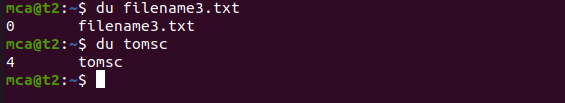 mca@t2:~$ du filename3.txt
0	filename3.txt
mca@t2:~$ du tomsc
4	tomsc
mca@t2:~$